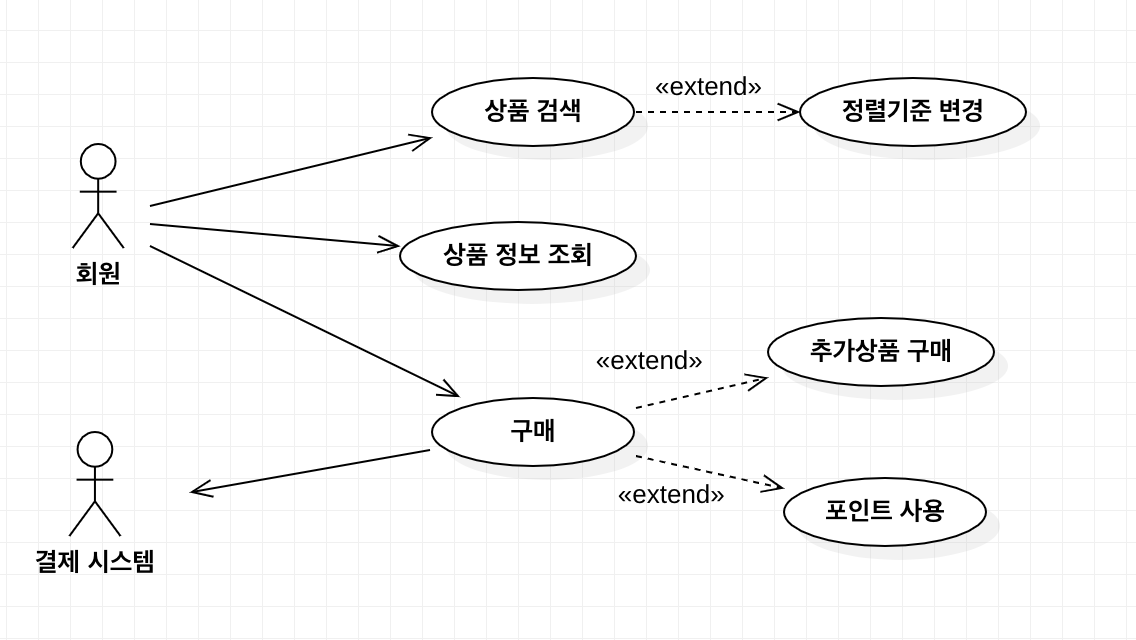 «extend»
상품 검색
정렬기준 변경
상품 정보 조회
회원
추가상품 구매
«extend»
구매
«extend»
포인트 사용
결제 시스템